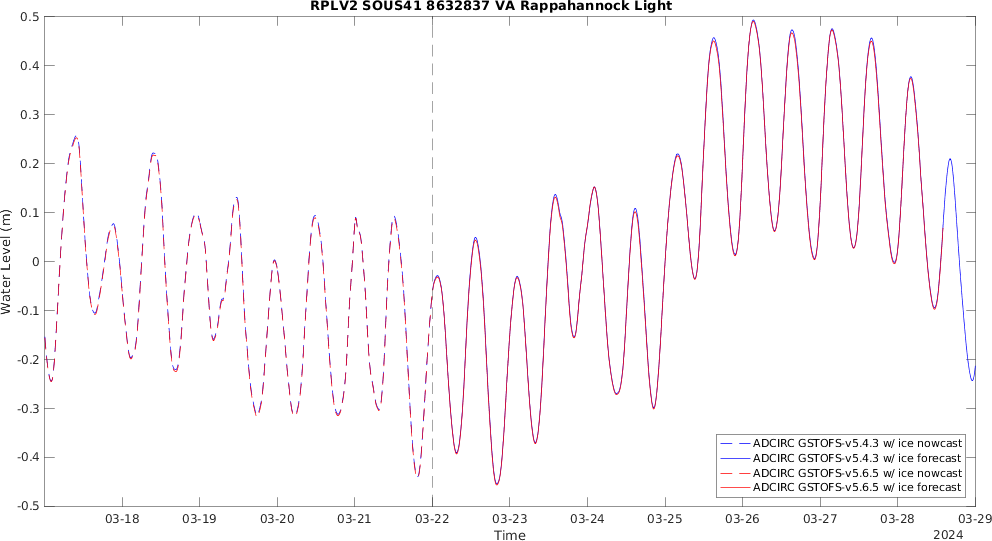 RPLV2 SOUS41 8632837 VA Rappahannock Light
0.5
0.4
0.3
0.2
0.1
0
-0.1
-0.2
-0.3
-0.4
-0.5
Water Level (m)
ADCIRC GSTOFS-v5.4.3 w/ ice nowcast
ADCIRC GSTOFS-v5.4.3 w/ ice forecast
ADCIRC GSTOFS-v5.6.5 w/ ice nowcast
ADCIRC GSTOFS-v5.6.5 w/ ice forecast
03-18 03-19 03-20 03-21 03-22 03-23 03-24 03-25 03-26 03-27 03-28 03-29
Time
2024